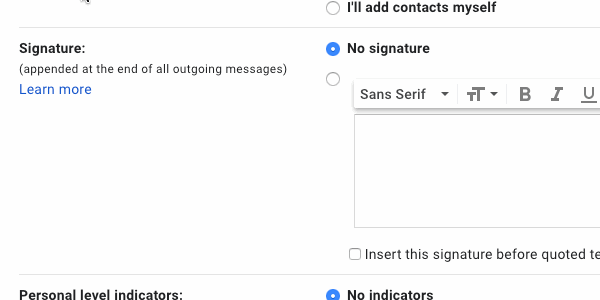 I'll add contacts myself
Signature:
No signature
(appended at the end of all outgoing messages)
Learn more
Sans Serif
B I U
Insert this signature before quoted te
Personal level indicators:
No indicators